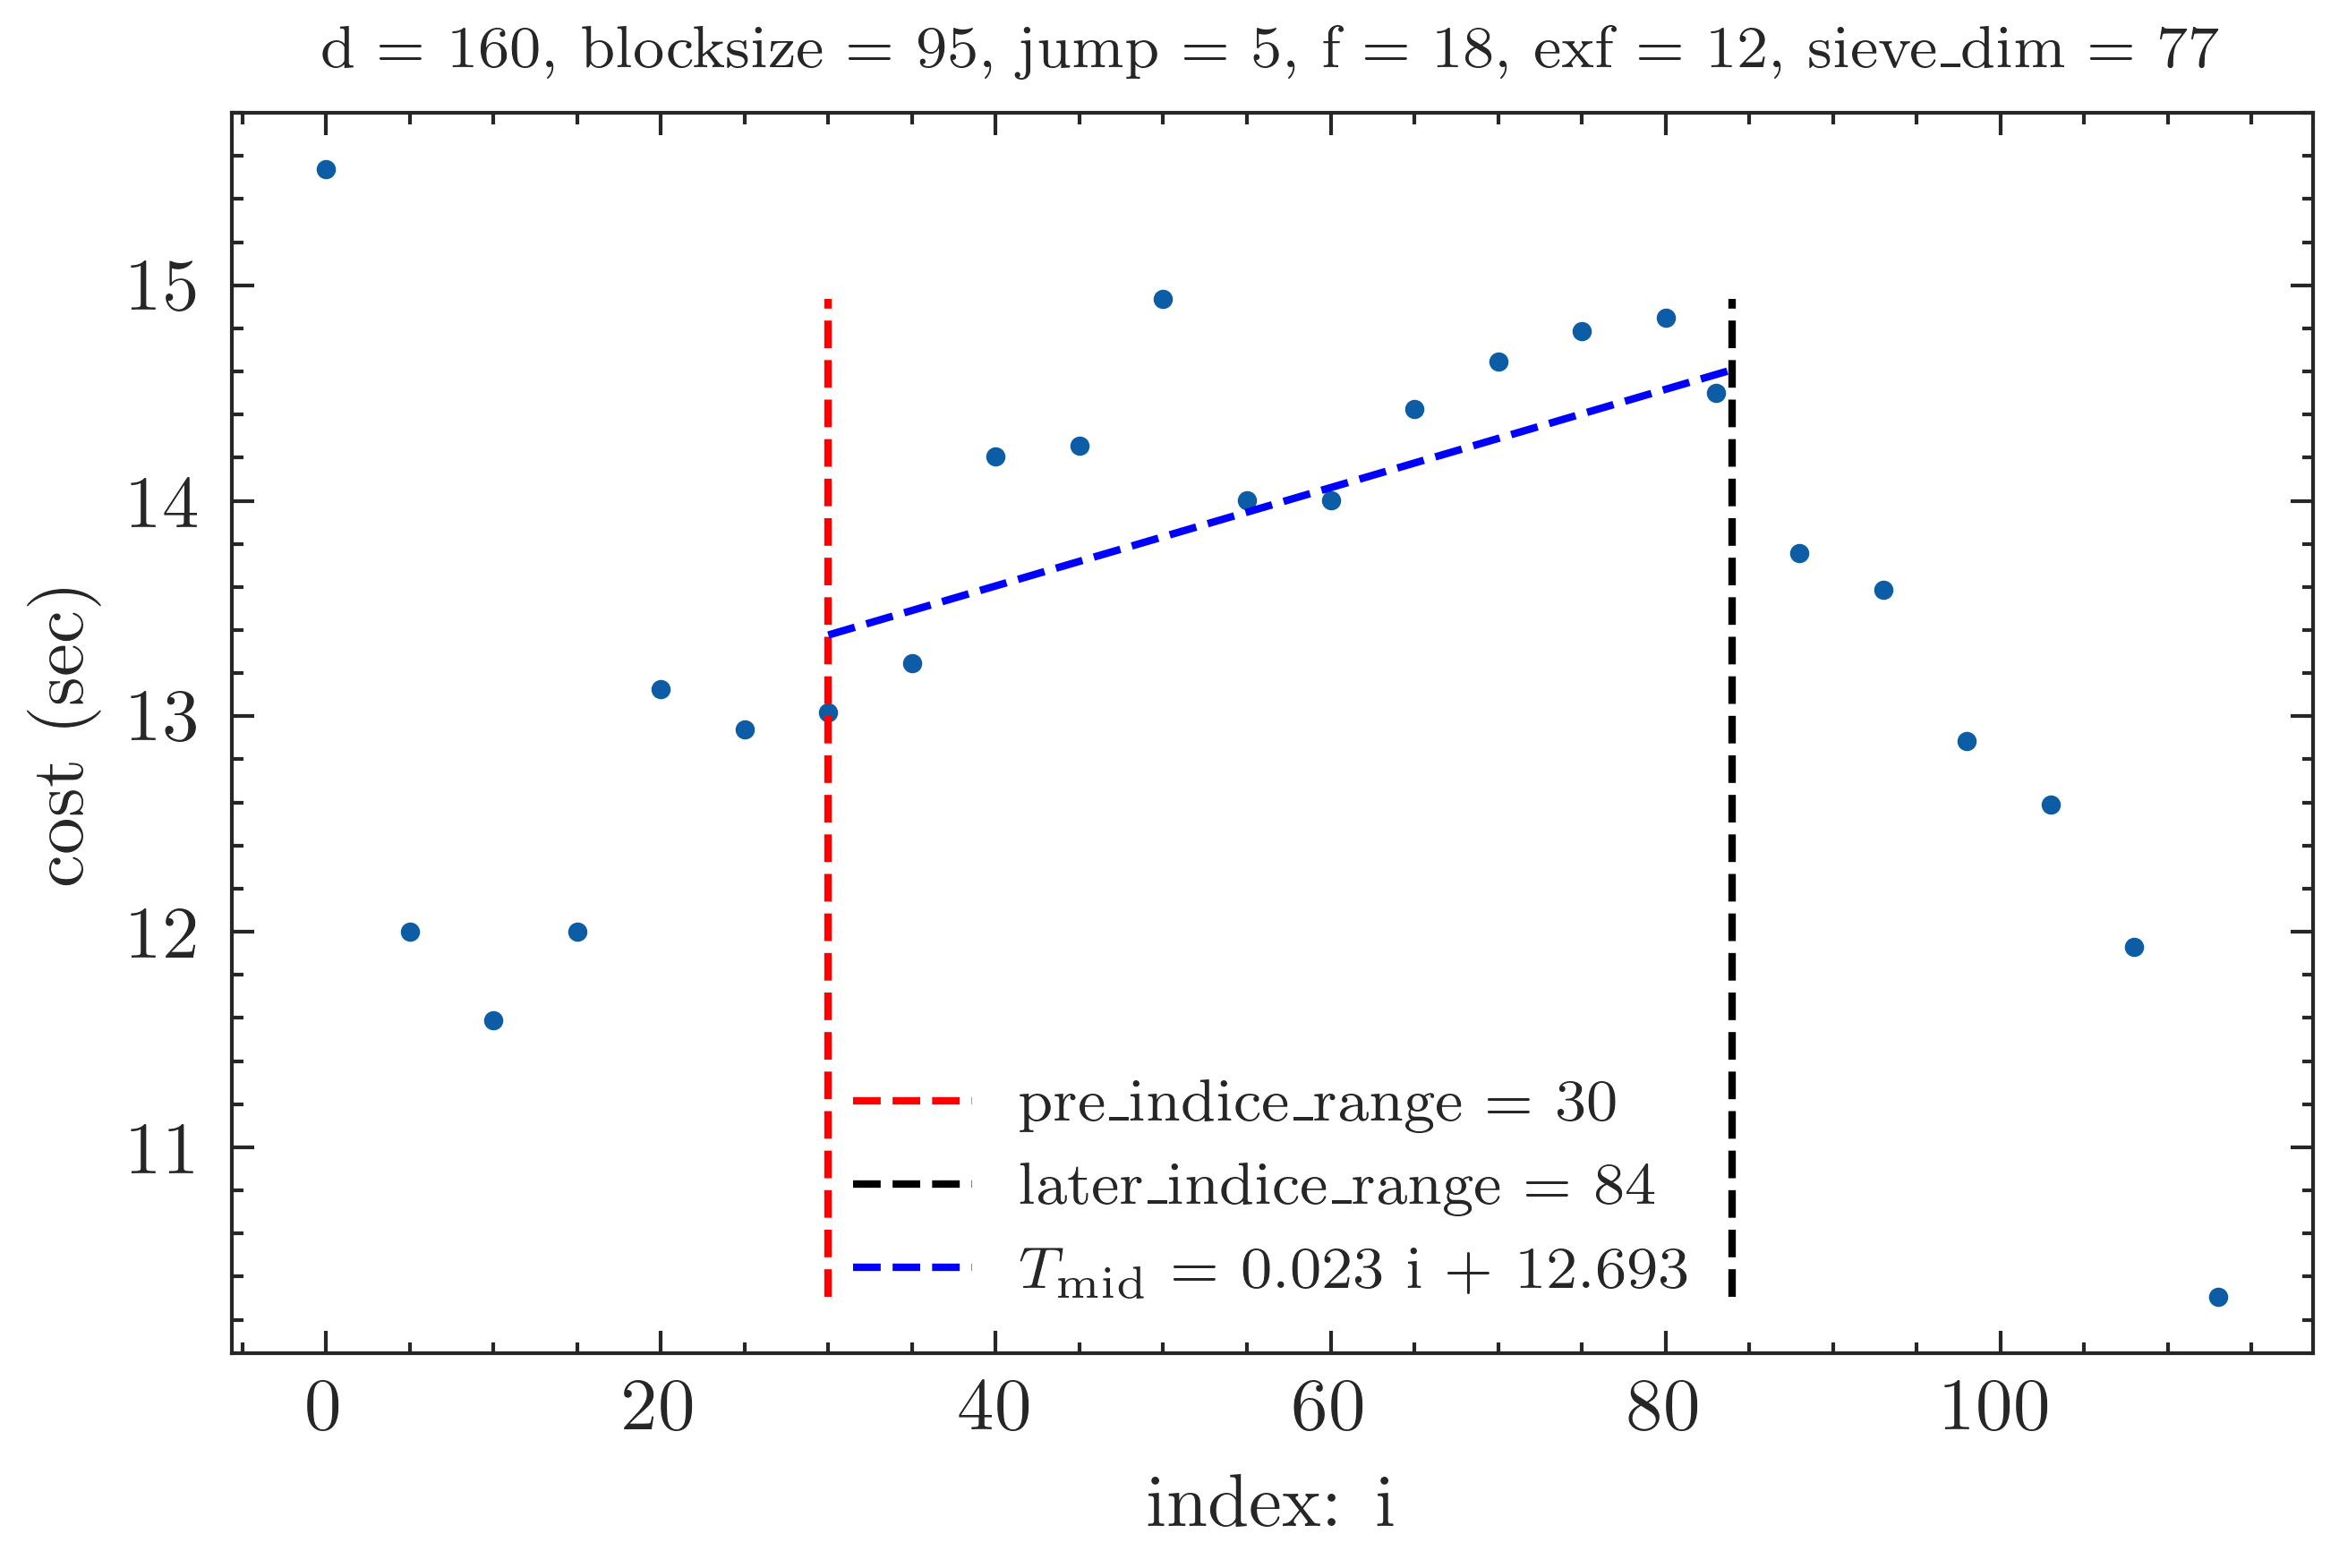 d = 160, blocksize = 95, jump = 5, f = 18, exf = 12, sieve_dim = 77
15
14
13
12
11
cost (sec)
pre_indice_range = 30
later_indice_range = 84
T_mid = 0.023 i + 12.693
0 20 40 60 80 100
index: i